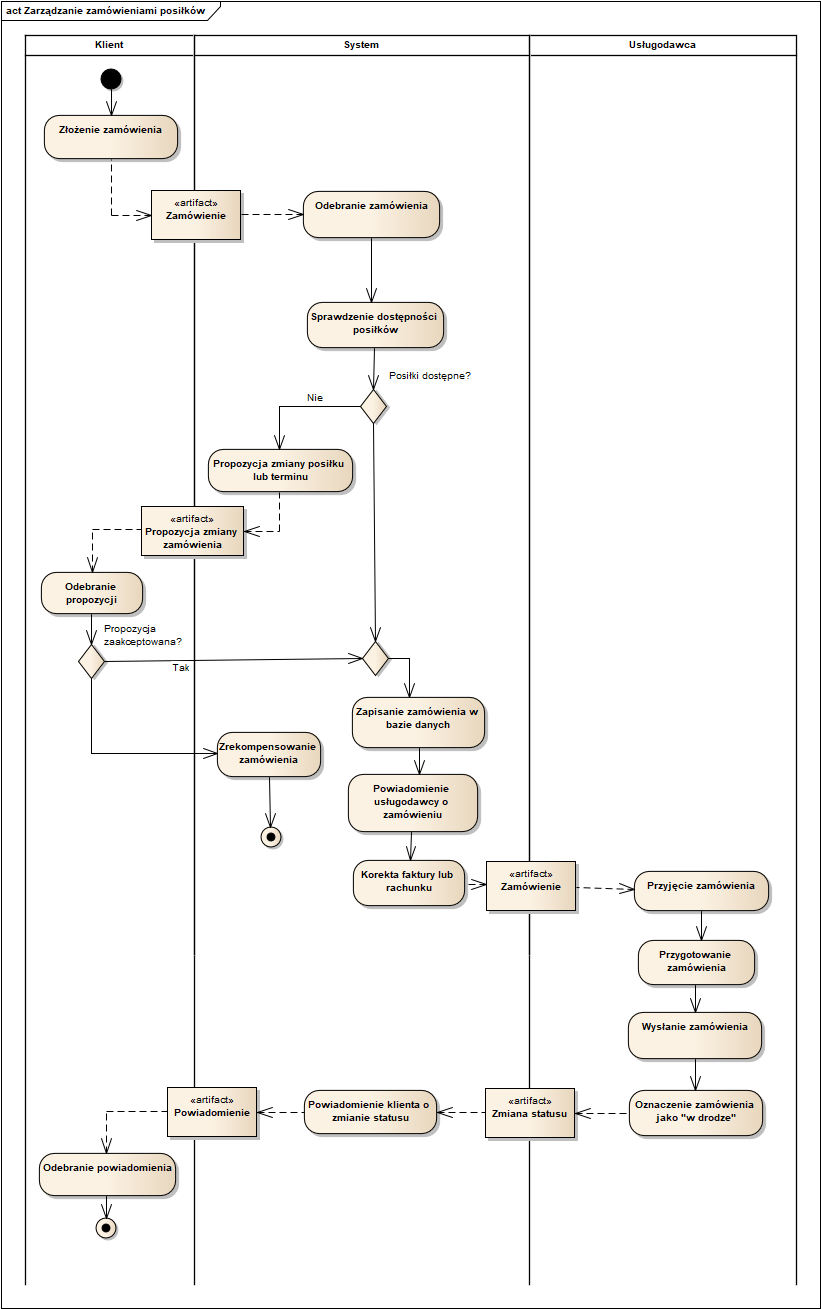 act Zarządzanie zamówieniami posiłków
Klient
System
Usługodawca
Złożenie zamówienia
«artifact»
Zamówienie
Odebranie zamówienia
Sprawdzenie dostępności
posiłków
Posiłki dostępne?
Nie
Propozycja zmiany posiłku
lub terminu
«artifact»
Propozycja zmiany
zamówienia
Odebranie
propozycji
Propozycja
zaakceptowana?
Tak
Zapisanie zamówienia w
bazie danych
Zrekompensowanie
zamówienia
Powiadomienie
usługodawcy o
zamówieniu
Korekta faktury lub
rachunku
«artifact»
Zamówienie
Przyjęcie zamówienia
Przygotowanie
zamówienia
Wysłanie zamówienia
Oznaczenie zamówienia
jako "w drodze"
«artifact»
Zmiana statusu
Powiadomienie klienta o
zmianie statusu
«artifact»
Powiadomienie
Odebranie powiadomienia